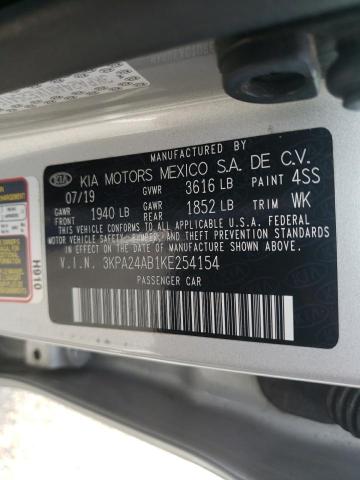 KIA KIA MOTORS MEXICO S.A. DE C.V.
07/19 GVWR 3616 LB PAINT 4SS
GAWR FRONT 1940 LB GAWR REAR 1852 LB TRIM WK
THIS VEHICLE CONFORMS TO ALL APPLICABLE U.S.A. FEDERAL
MOTOR VEHICLE SAFETY, BUMPER, AND THEFT PREVENTION STANDARDS
IN EFFECT ON THE DATE OF MANUFACTURE SHOWN ABOVE.
V.I.N. 3KPA24AB1KE254154
PASSENGER CAR
H910